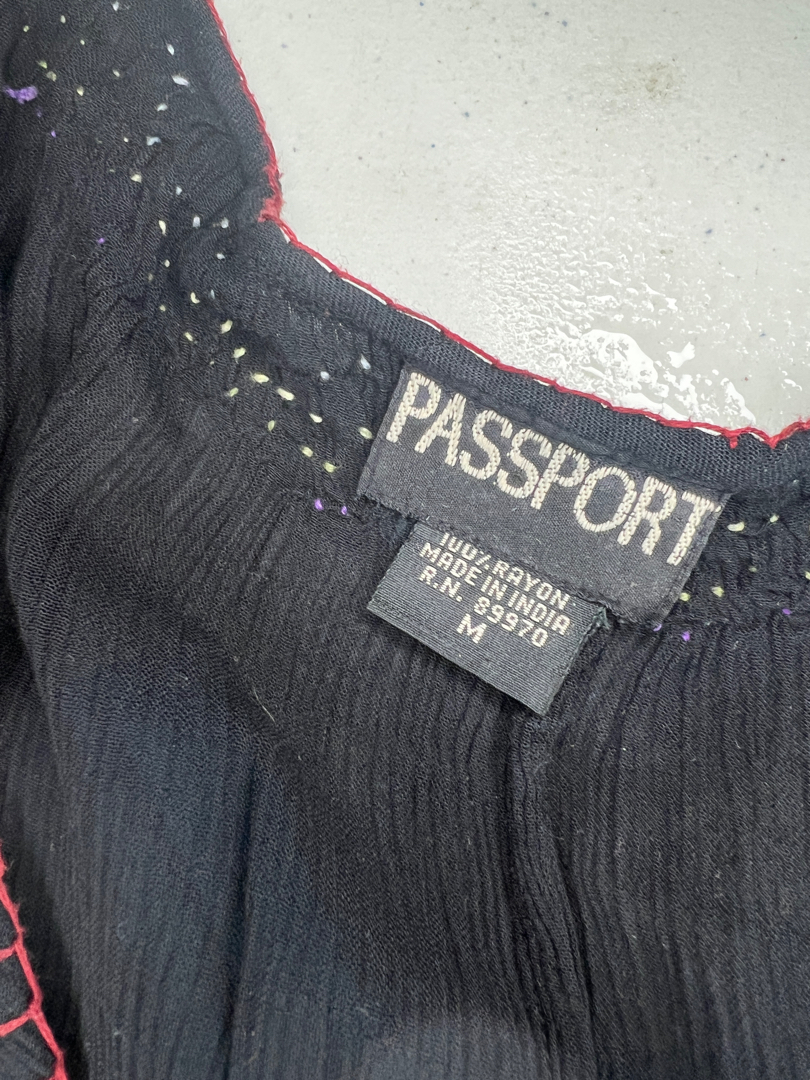 PASSPORT
100% RAYON
MADE IN INDIA
R.N. 89970
M